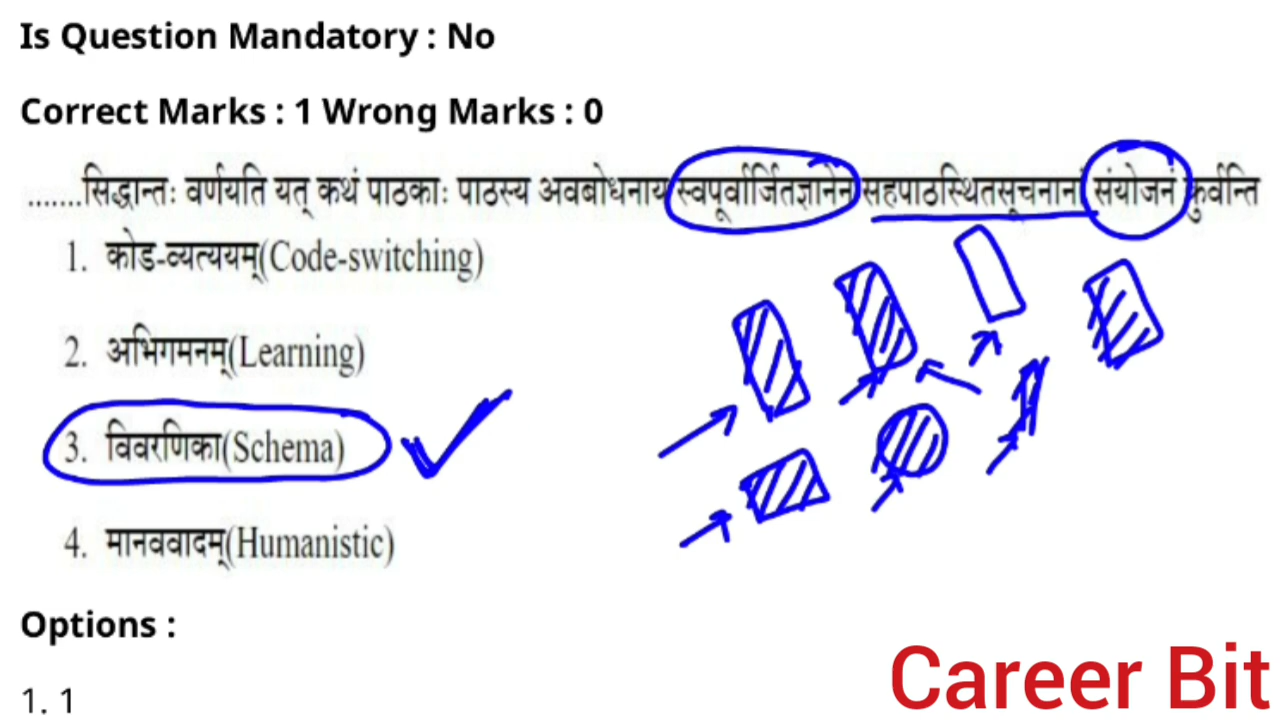 Is Question Mandatory : No
Correct Marks : 1 Wrong Marks : 0
.......सिद्धान्तः वर्णयति यत् कथं पाठकाः पाठस्य अवबोधनाय स्वपूर्वार्जितज्ञानेन सहपाठस्थितसूचनानां संयोजनं कुर्वन्ति
1. कोड-व्यत्ययम्(Code-switching)
2. अभिगमनम्(Learning)
3. विवरणिका(Schema)
4. मानववादम्(Humanistic)
Options :
1. 1
Career Bit